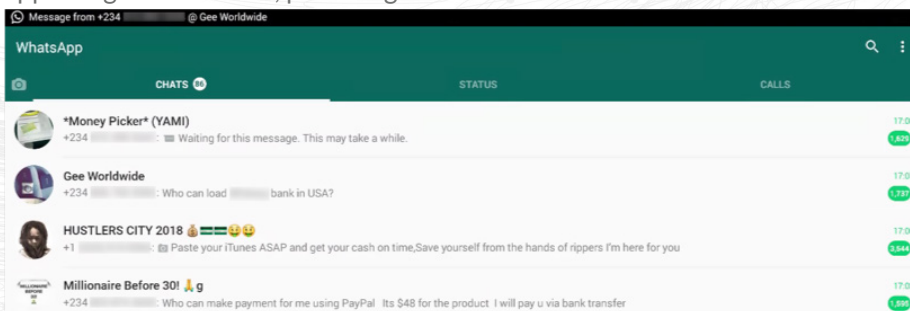 Message from +234 @ Gee Worldwide
WhatsApp
CHATS 86
STATUS
CALLS
*Money Picker* (YAMI)
17:0
+234 : Waiting for this message. This may take a while.
1,629
Gee Worldwide
17:0
+234 : Who can load bank in USA?
1,737
HUSTLERS CITY 2018 💰🇳🇬🇳🇬🤑🤑
17:0
+1 : 📷 Paste your iTunes ASAP and get your cash on time,Save yourself from the hands of rippers I'm here for you
3,544
Millionaire Before 30! 🙏 g
17:0
+234 : Who can make payment for me using PayPal Its $48 for the product I will pay u via bank transfer
1,595